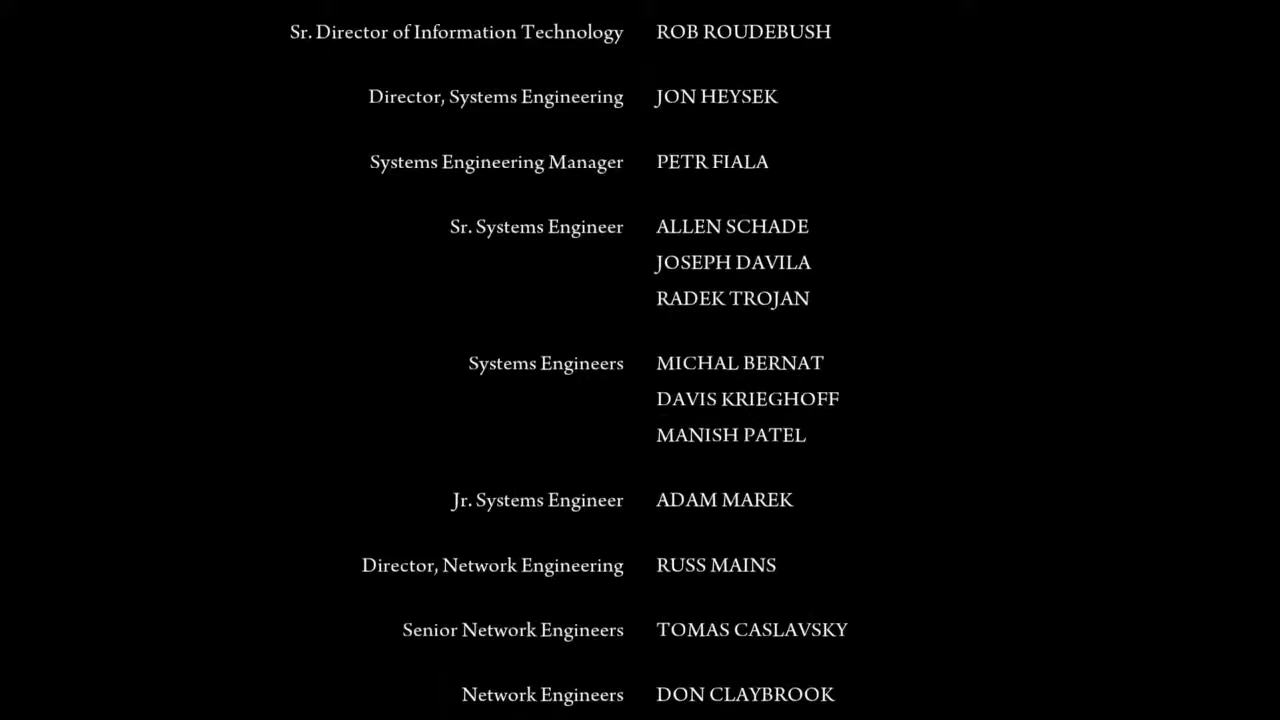 Sr. Director of Information Technology ROB ROUDEBUSH
Director, Systems Engineering JON HEYSEK
Systems Engineering Manager PETR FIALA
Sr. Systems Engineer ALLEN SCHADE
JOSEPH DAVILA
RADEK TROJAN
Systems Engineers MICHAL BERNAT
DAVIS KRIEGHOFF
MANISH PATEL
Jr. Systems Engineer ADAM MAREK
Director, Network Engineering RUSS MAINS
Senior Network Engineers TOMAS CASLAVSKY
Network Engineers DON CLAYBROOK